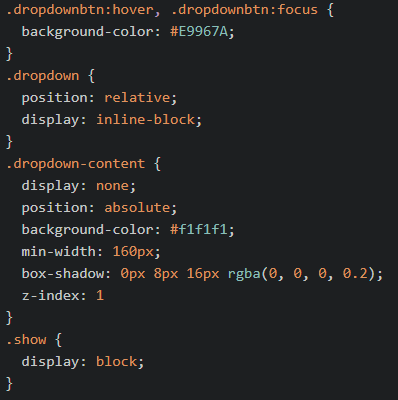 .dropdownbtn:hover, .dropdownbtn:focus {
  background-color: #E9967A;
}
.dropdown {
  position: relative;
  display: inline-block;
}
.dropdown-content {
  display: none;
  position: absolute;
  background-color: #f1f1f1;
  min-width: 160px;
  box-shadow: 0px 8px 16px rgba(0, 0, 0, 0.2);
  z-index: 1
}
.show {
  display: block;
}